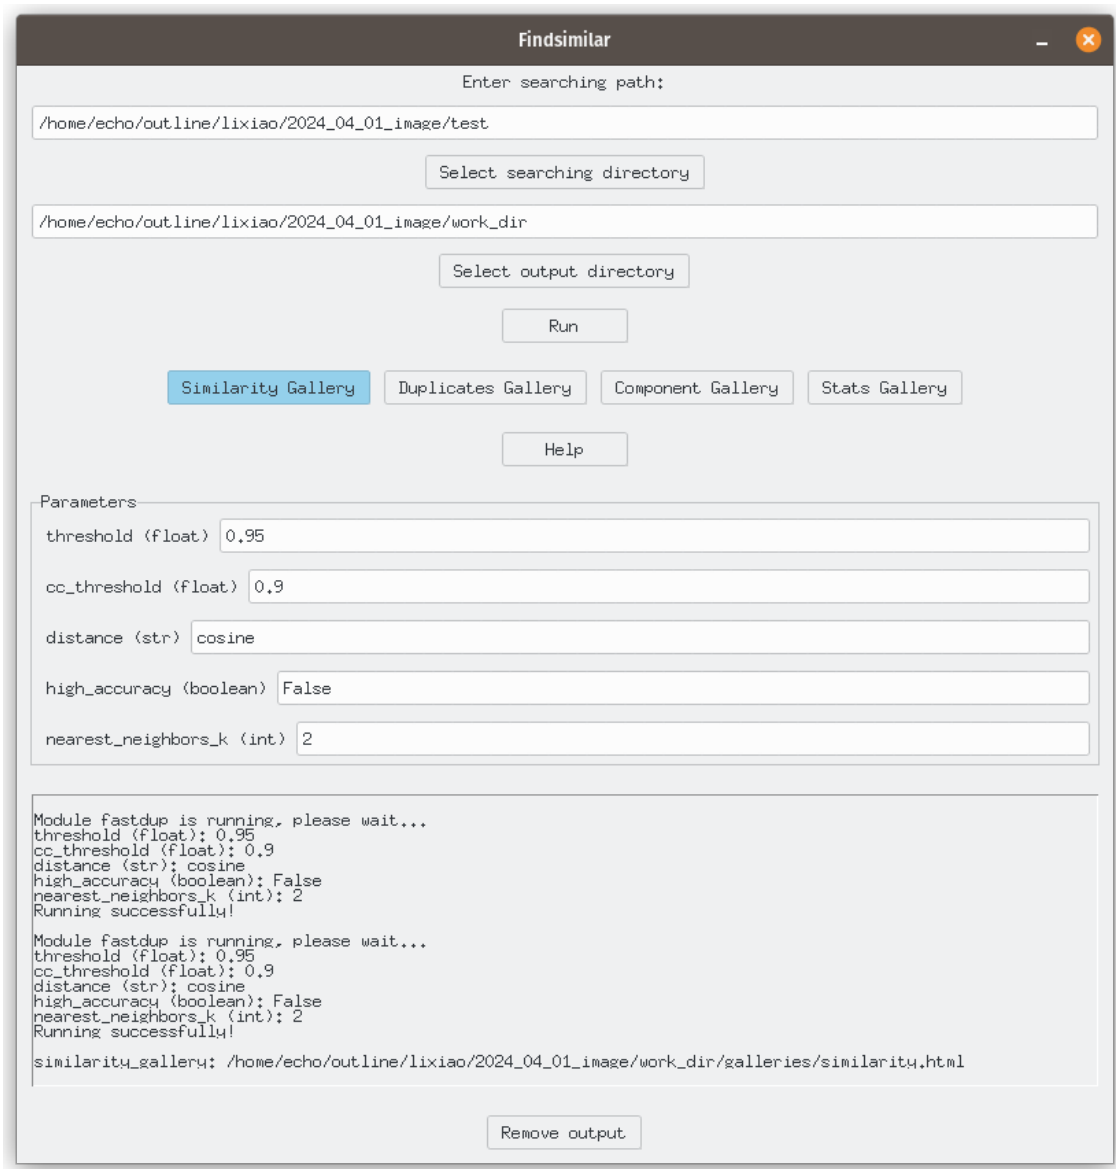 Findsimilar
Enter searching path:
/home/echo/outline/lixiao/2024_04_01_image/test
Select searching directory
/home/echo/outline/lixiao/2024_04_01_image/work_dir
Select output directory
Run
Similarity Gallery Duplicates Gallery Component Gallery Stats Gallery
Help
Parameters
threshold (float) 0.95
cc_threshold (float) 0.9
distance (str) cosine
high_accuracy (boolean) False
nearest_neighbors_k (int) 2
Module fastdup is running, please wait...
threshold (float): 0.95
cc_threshold (float): 0.9
distance (str): cosine
high_accuracy (boolean): False
nearest_neighbors_k (int): 2
Running successfully!
Module fastdup is running, please wait...
threshold (float): 0.95
cc_threshold (float): 0.9
distance (str): cosine
high_accuracy (boolean): False
nearest_neighbors_k (int): 2
Running successfully!
similarity_gallery: /home/echo/outline/lixiao/2024_04_01_image/work_dir/galleries/similarity.html
Remove output